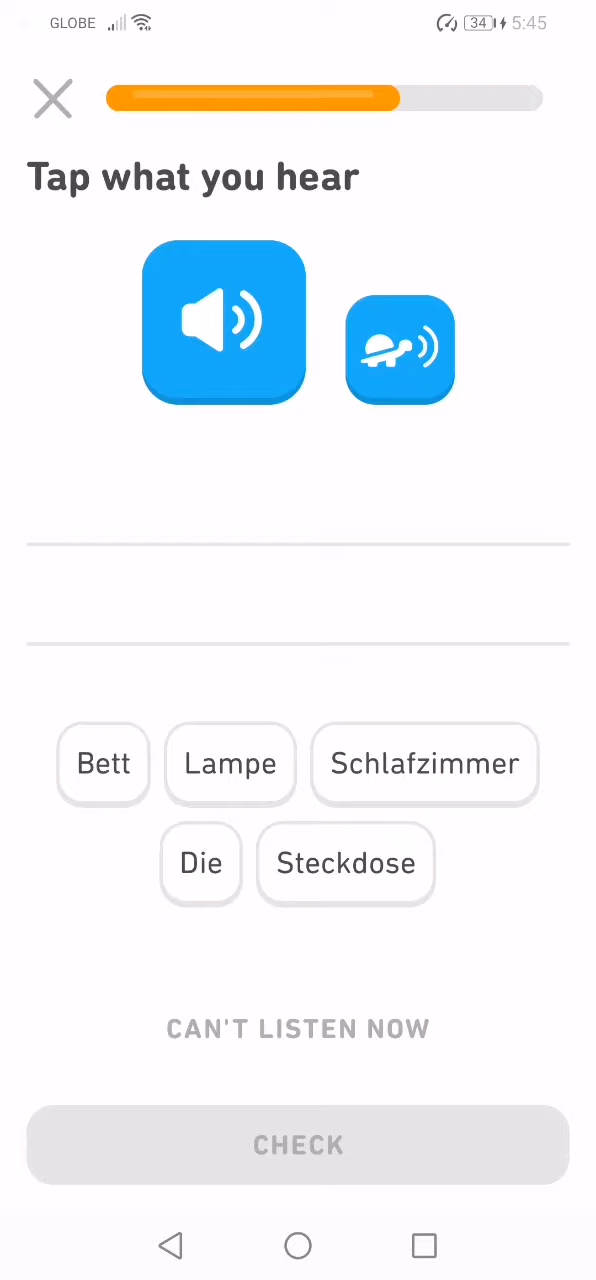 GLOBE 34 5:45
Tap what you hear
Bett Lampe Schlafzimmer
Die Steckdose
CAN'T LISTEN NOW
CHECK